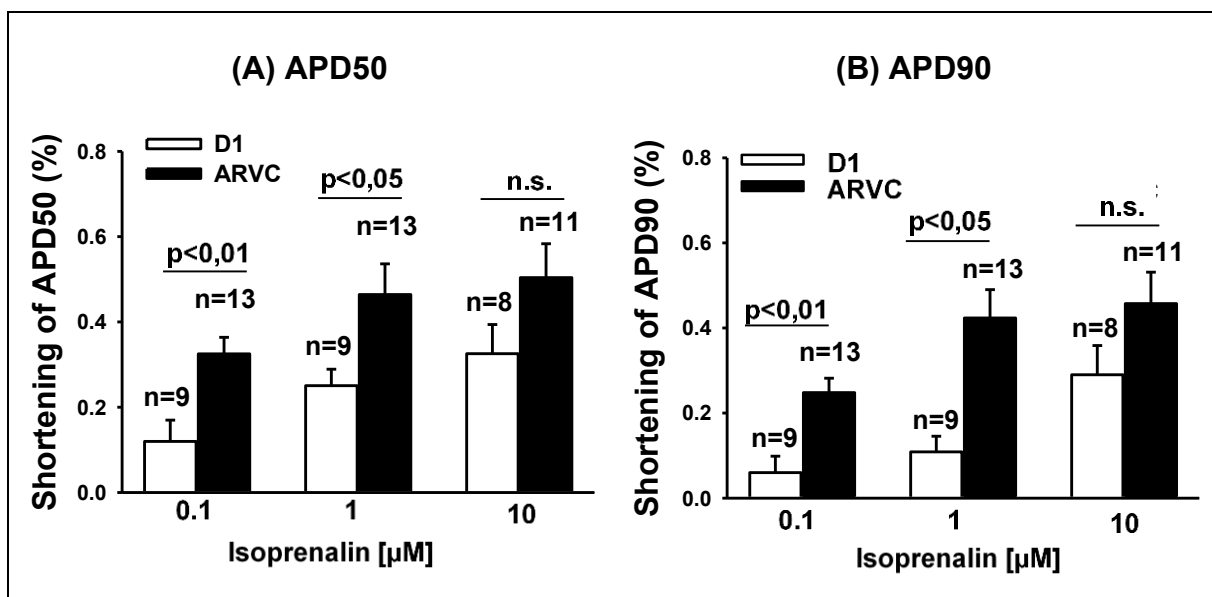 (A) APD50
Shortening of APD50 (%)
D1
ARVC
0.8
0.6
0.4
0.2
0.0
p<0,01
p<0,05
n.s.
n=9
n=13
n=9
n=13
n=8
n=11
0.1
1
10
Isoprenalin [µM]
(B) APD90
Shortening of APD90 (%)
D1
ARVC
0.8
0.6
0.4
0.2
0.0
p<0,01
p<0,05
n.s.
n=9
n=13
n=9
n=13
n=8
n=11
0.1
1
10
Isoprenalin [µM]